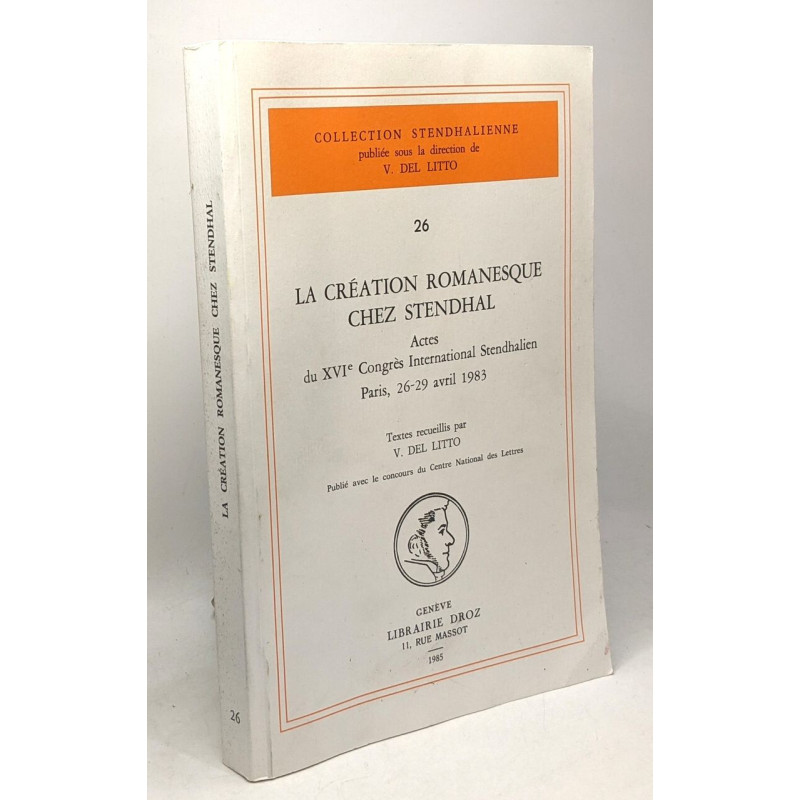 COLLECTION STENDHALIENNE
publiée sous la direction de
V. DEL LITTO
26
LA CRÉATION ROMANESQUE
CHEZ STENDHAL
Actes
du XVIe Congrès International Stendhalien
Paris, 26-29 avril 1983
Textes recueillis par
V. DEL LITTO
Publié avec le concours du Centre National des Lettres
GENÈVE
LIBRAIRIE DROZ
11, RUE MASSOT
1985
LA CRÉATION ROMANESQUE CHEZ STENDHAL
26